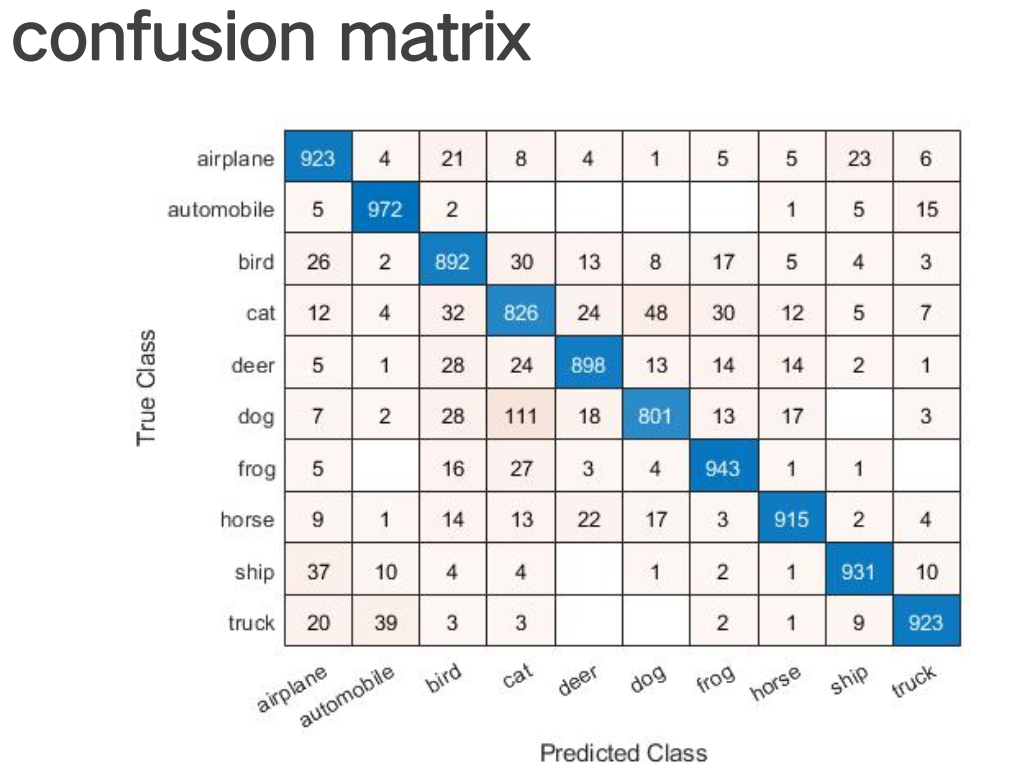 confusion matrix
airplane 923 4 21 8 4 1 5 5 23 6
automobile 5 972 2 1 5 15
bird 26 2 892 30 13 8 17 5 4 3
cat 12 4 32 826 24 48 30 12 5 7
deer 5 1 28 24 898 13 14 14 2 1
dog 7 2 28 111 18 801 13 17 3
frog 5 16 27 3 4 943 1 1
horse 9 1 14 13 22 17 3 915 2 4
ship 37 10 4 4 1 2 1 931 10
truck 20 39 3 3 2 1 9 923
True Class
airplane automobile bird cat deer dog frog horse ship truck
Predicted Class